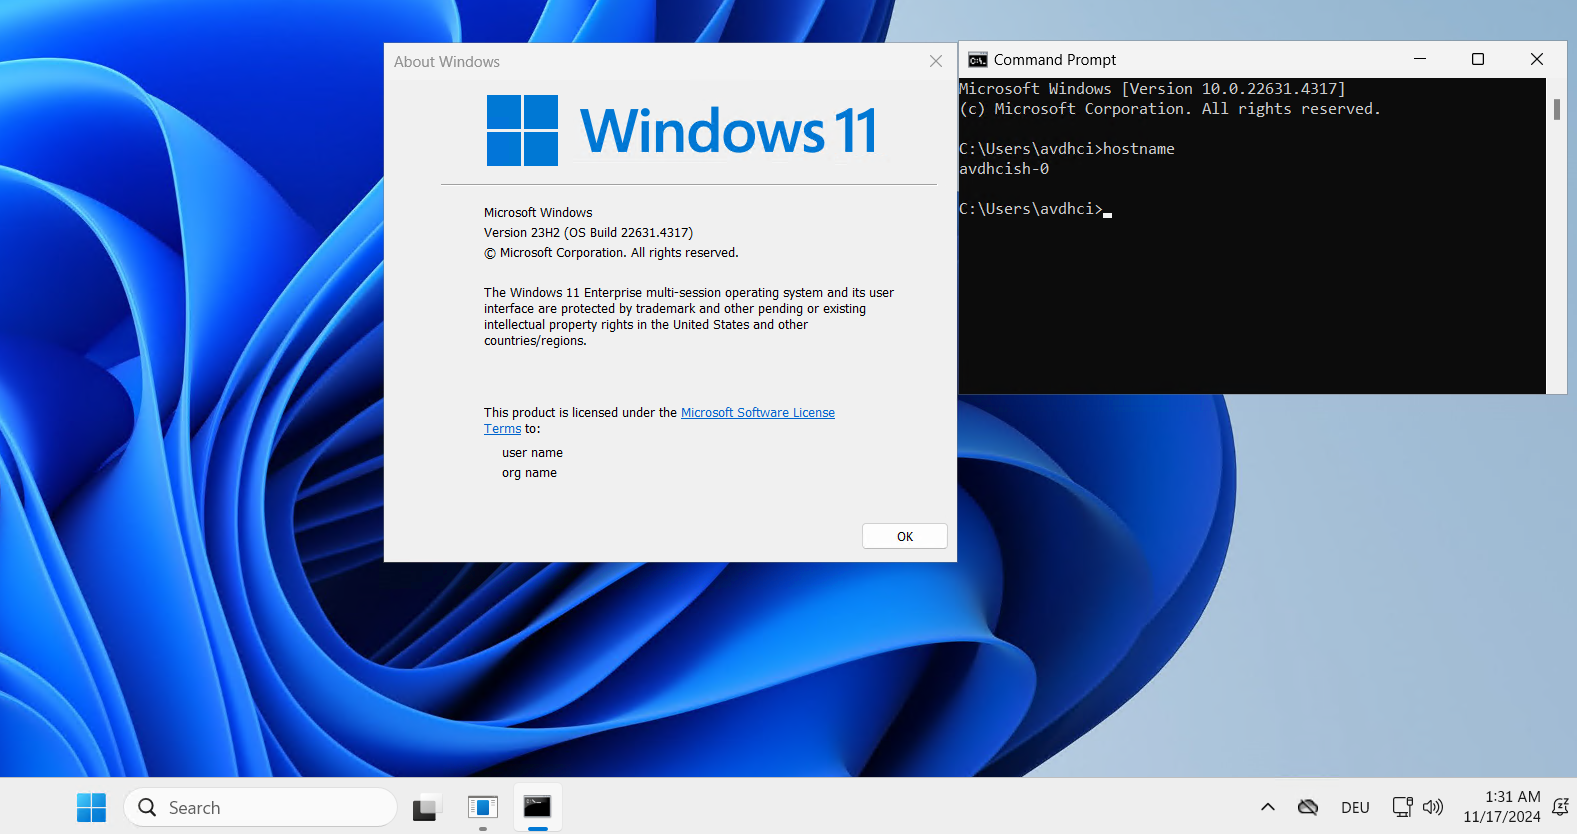 About Windows
Windows 11
Microsoft Windows
Version 23H2 (OS Build 22631.4317)
© Microsoft Corporation. All rights reserved.
The Windows 11 Enterprise multi-session operating system and its user
interface are protected by trademark and other pending or existing
intellectual property rights in the United States and other
countries/regions.
This product is licensed under the Microsoft Software License
Terms to:
user name
org name
OK
Command Prompt
Microsoft Windows [Version 10.0.22631.4317]
(c) Microsoft Corporation. All rights reserved.
C:\Users\avdhci>hostname
avdhcish-0
C:\Users\avdhci>
Search
DEU
1:31 AM
11/17/2024